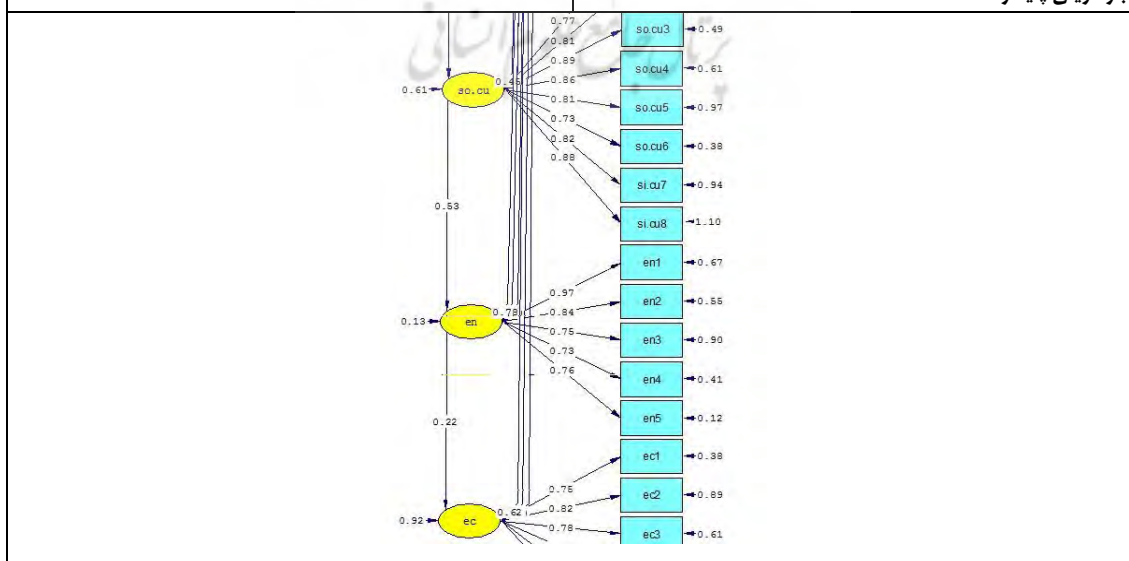 0.77
so.cu3 0.49
0.81
0.89
so.cu4 0.61
0.61 so.cu 0.45 0.86
0.81 so.cu5 0.97
0.73
so.cu6 0.38
0.82
0.88
si.cu7 0.94
0.53
si.cu8 1.10
en1 0.67
0.97
en2 0.55
0.13 en 0.78 0.84
0.75 en3 0.90
0.73
0.76 en4 0.41
0.22 en5 0.12
ec1 0.38
0.75
ec2 0.89
0.62 0.82
0.92 ec 0.78
ec3 0.61